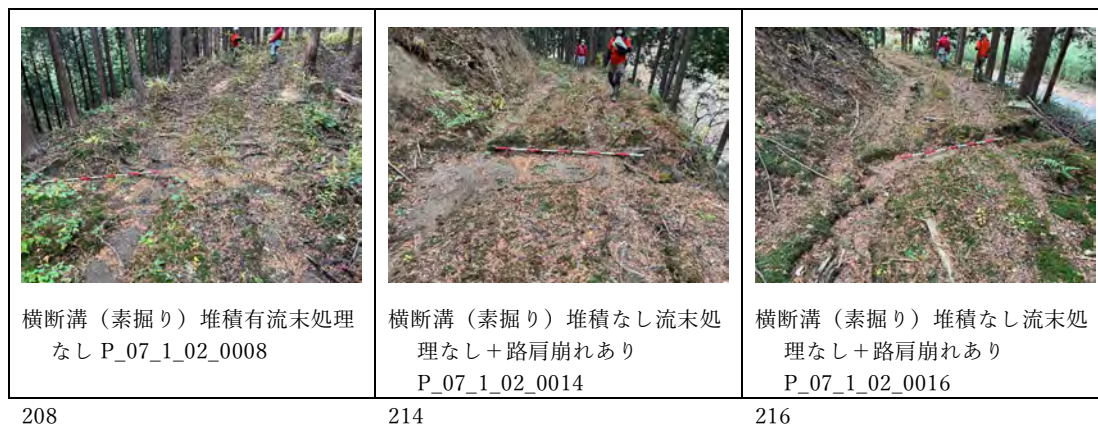 横断溝（素掘り）堆積有流末処理
なし P_07_1_02_0008
横断溝（素掘り）堆積なし流末処
理なし＋路肩崩れあり
P_07_1_02_0014
横断溝（素掘り）堆積なし流末処
理なし＋路肩崩れあり
P_07_1_02_0016
208
214
216